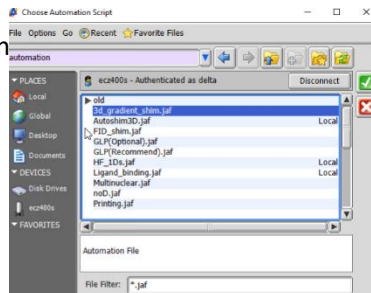 Choose Automation Script
File Options Go Recent Favorite Files
m
automation
PLACES
Local
Global
Desktop
Documents
DEVICES
Disk Drives
ecz400s
FAVORITES
ecz400s - Authenticated as delta Disconnect
old
3d_gradient_shim.jaf
Autoshim3D.jaf Local
FID_shim.jaf
GLP(Optional).jaf
GLP(Recommend).jaf
HF_1Ds.jaf Local
Ligand_binding.jaf Local
Multinuclear.jaf
noD.jaf
Printing.jaf
Automation File
File Filter: *.jaf